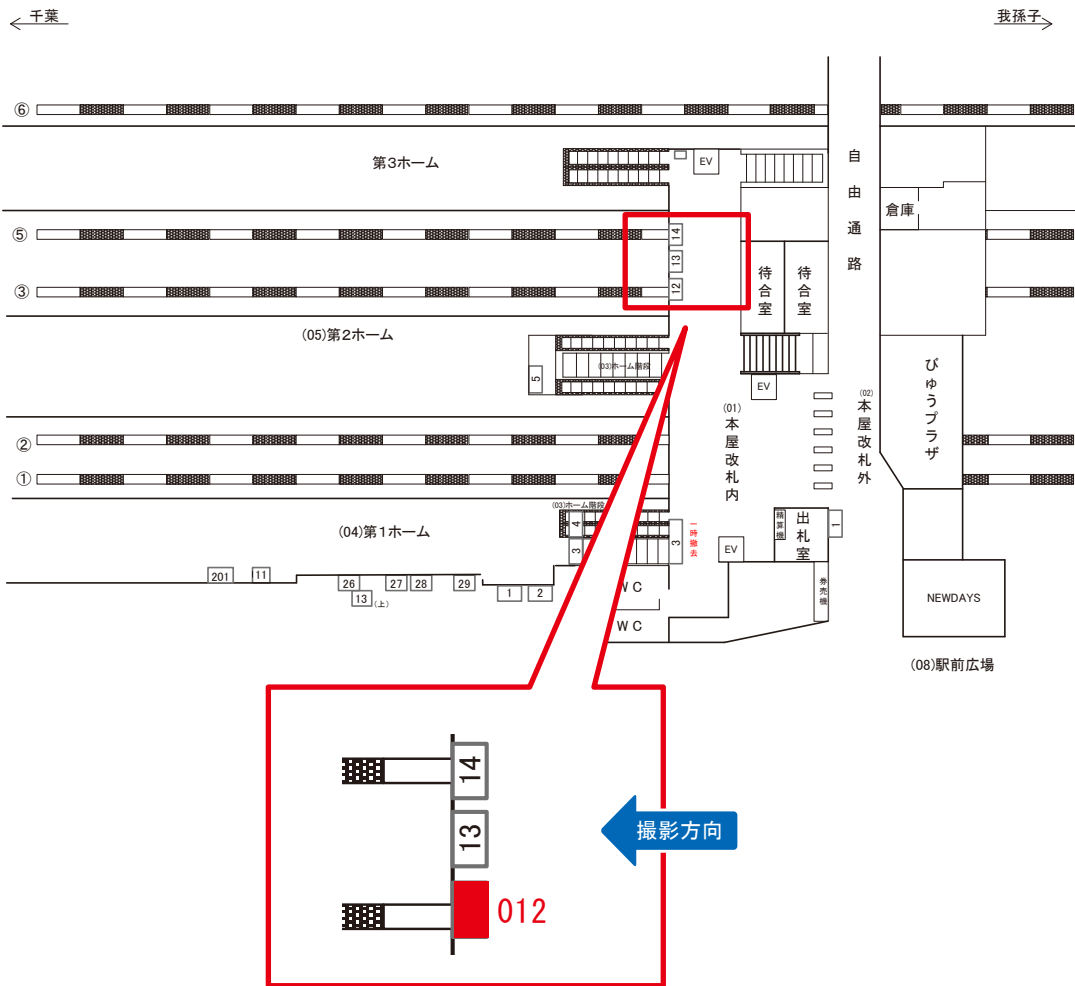 千葉
我孫子
⑥
第3ホーム
EV
自由通路
倉庫
⑤
14
13
待合室
待合室
③
12
(05)第2ホーム
(03)ホーム階段
5
EV
びゅうプラザ
(01)
本屋改札内
(02)
本屋改札外
②
①
(03)ホーム階段
(04)第1ホーム
4
3
3
一時撤去
EV
精算機
出札室
1
券売機
201
11
26
27
28
29
13
(上)
1
2
WC
WC
NEWDAYS
(08)駅前広場
14
13
撮影方向
012